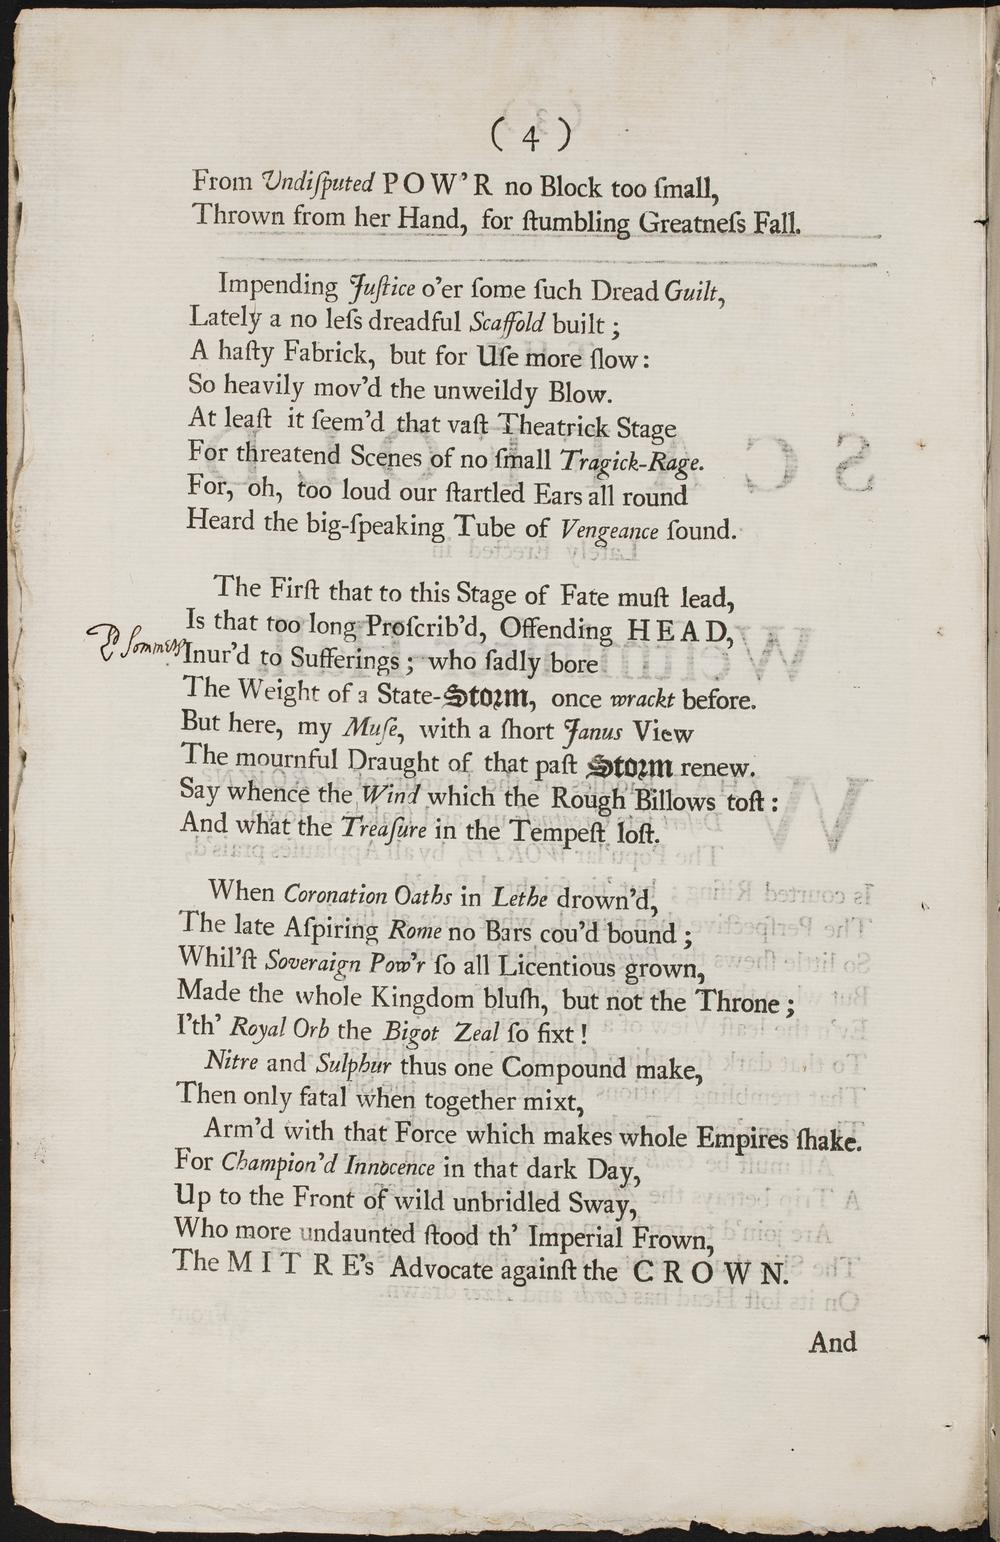 ( 4 )
From Undiſputed POW'R no Block too ſmall,
Thrown from her Hand, for ſtumbling Greatneſs Fall.
Impending Juſtice o'er ſome ſuch Dread Guilt,
Lately a no leſs dreadful Scaffold built ;
A haſty Fabrick, but for Uſe more ſlow :
So heavily mov'd the unweildy Blow.
At leaſt it ſeem'd that vaſt Theatrick Stage
For threatend Scenes of no ſmall Tragick-Rage.
For, oh, too loud our ſtartled Ears all round
Heard the big-ſpeaking Tube of Vengeance ſound.
The Firſt that to this Stage of Fate muſt lead,
Is that too long Proſcrib'd, Offending HEAD,
Ld Sommers
Inur'd to Sufferings ; who ſadly bore
The Weight of a State-Storm, once wrackt before.
But here, my Muſe, with a ſhort Janus View
The mournful Draught of that paſt Storm renew.
Say whence the Wind which the Rough Billows toſt :
And what the Treaſure in the Tempeſt loſt.
When Coronation Oaths in Lethe drown'd,
The late Aſpiring Rome no Bars cou'd bound ;
Whil'ſt Soveraign Pow'r ſo all Licentious grown,
Made the whole Kingdom bluſh, but not the Throne ;
I'th' Royal Orb the Bigot Zeal ſo fixt !
Nitre and Sulphur thus one Compound make,
Then only fatal when together mixt,
Arm'd with that Force which makes whole Empires ſhake.
For Champion'd Innocence in that dark Day,
Up to the Front of wild unbridled Sway,
Who more undaunted ſtood th' Imperial Frown,
The MITRE's Advocate againſt the CROWN.
And